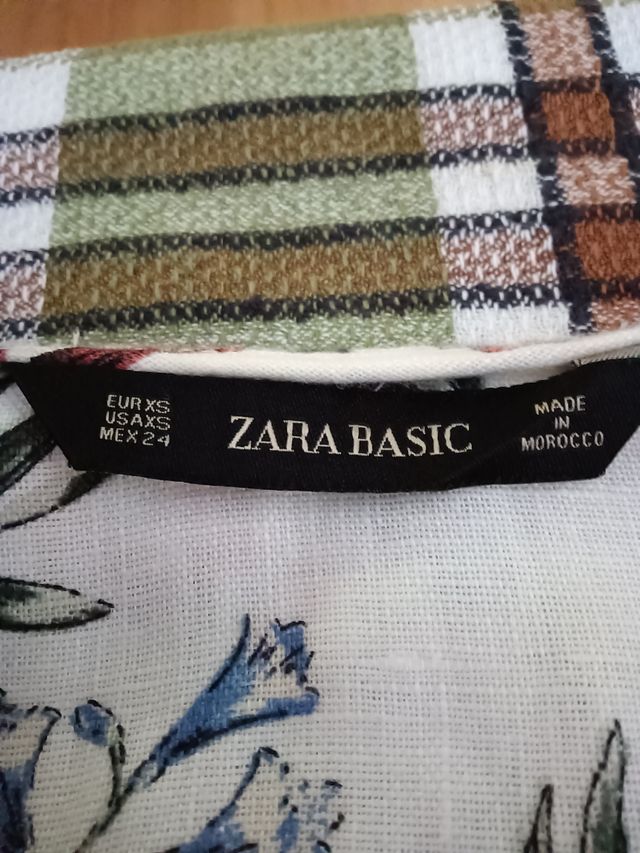 EUR XS
USA XS
MEX 24
ZARA BASIC
MADE
IN
MOROCCO